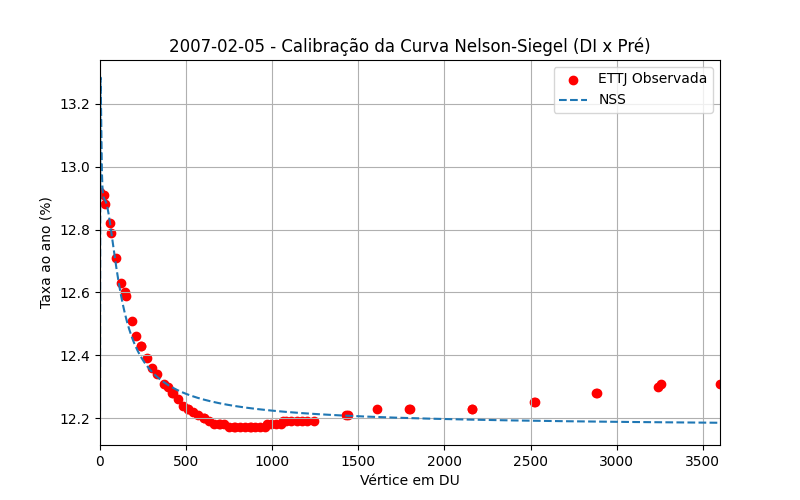 2007-02-05 - Calibração da Curva Nelson-Siegel (DI x Pré)
ETTJ Observada
NSS
Taxa ao ano (%)
13.2
13.0
12.8
12.6
12.4
12.2
0 500 1000 1500 2000 2500 3000 3500
Vértice em DU